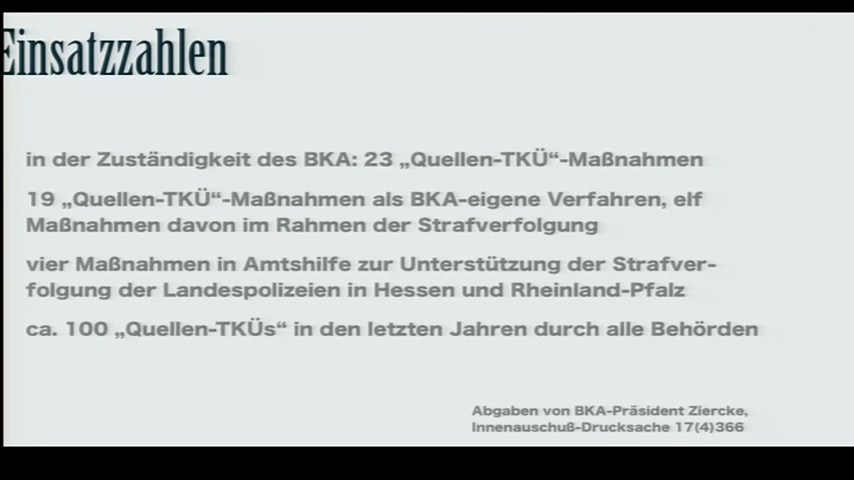 Einsatzzahlen
in der Zuständigkeit des BKA: 23 „Quellen-TKÜ“-Maßnahmen
19 „Quellen-TKÜ“-Maßnahmen als BKA-eigene Verfahren, elf
Maßnahmen davon im Rahmen der Strafverfolgung
vier Maßnahmen in Amtshilfe zur Unterstützung der Strafver-
folgung der Landespolizeien in Hessen und Rheinland-Pfalz
ca. 100 „Quellen-TKÜs“ in den letzten Jahren durch alle Behörden
Abgaben von BKA-Präsident Ziercke,
Innenauschuß-Drucksache 17(4)366